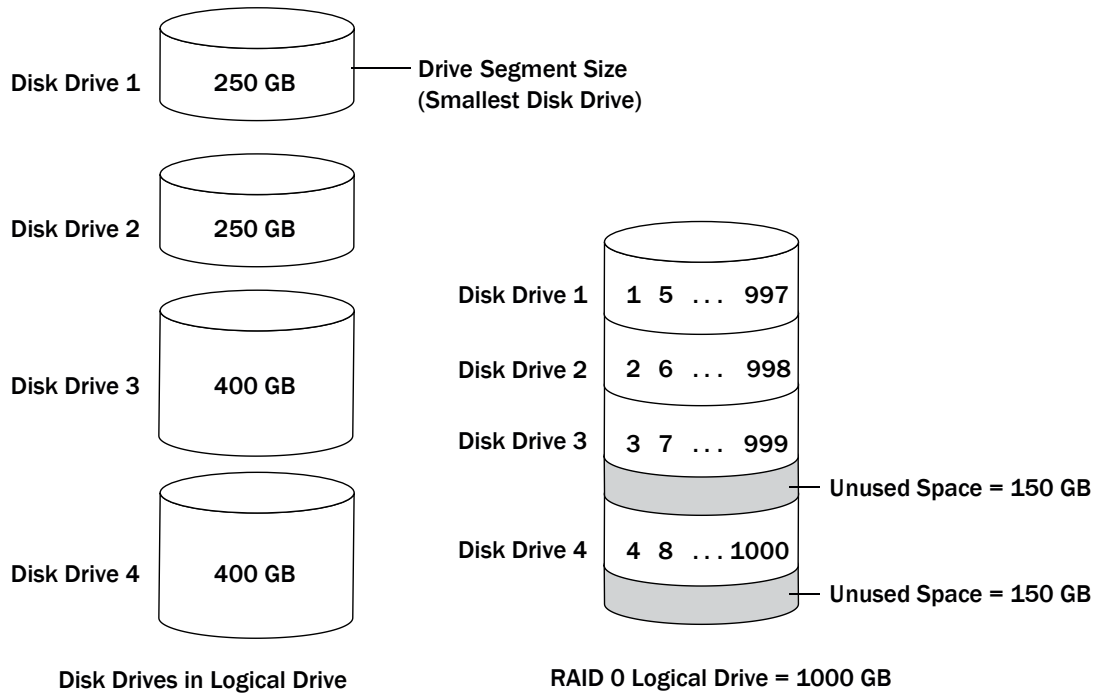 Disk Drive 1
250 GB
Drive Segment Size
(Smallest Disk Drive)
Disk Drive 2
250 GB
Disk Drive 3
400 GB
Disk Drive 4
400 GB
Disk Drives in Logical Drive
Disk Drive 1
1 5 ... 997
Disk Drive 2
2 6 ... 998
Disk Drive 3
3 7 ... 999
Unused Space = 150 GB
Disk Drive 4
4 8 ... 1000
Unused Space = 150 GB
RAID 0 Logical Drive = 1000 GB